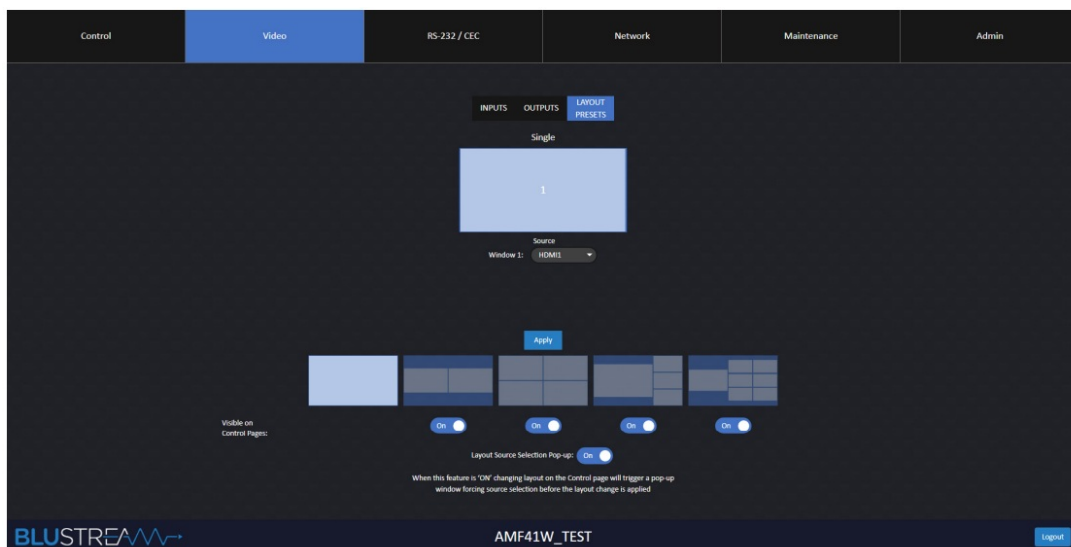 Control Video RS-232 / CEC Network Maintenance Admin
INPUTS OUTPUTS LAYOUT PRESETS
Single
1
Source
Window 1: HDMI1
Apply
Visible on
Control Pages:
On On On On
Layout Source Selection Pop-up: On
When this feature is 'ON' changing layout on the Control page will trigger a pop-up
window forcing source selection before the layout change is applied
BLUSTREAM AMF41W_TEST Logout